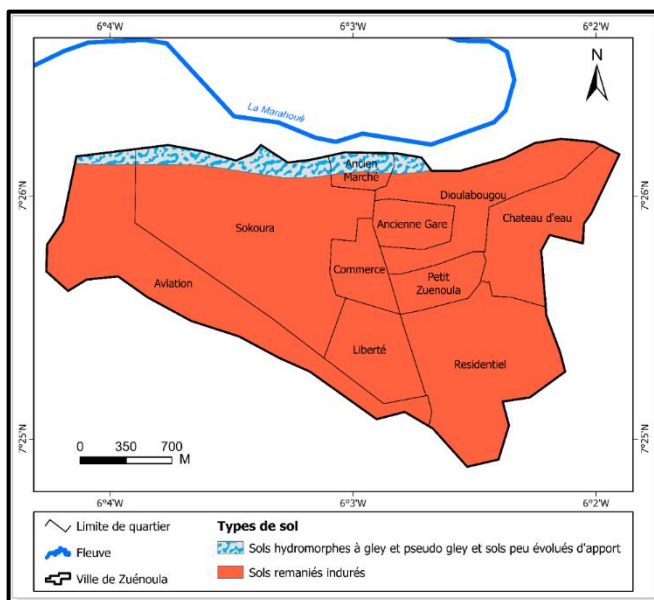 6°4'W 6°3'W 6°2'W
N
La Marahoué
7°26'N 7°26'N
Ancien
Marché
Dioulabougou
Chateau d'eau
Ancienne Gare
Sokoura
Commerce
Petit
Zuenoula
Aviation
Liberté
Residentiel
7°25'N 7°25'N
0 350 700
M
6°4'W 6°3'W 6°2'W
Limite de quartier
Fleuve
Ville de Zuénoula
Types de sol
Sols hydromorphes à gley et pseudo gley et sols peu évolués d'apport
Sols remaniés indurés